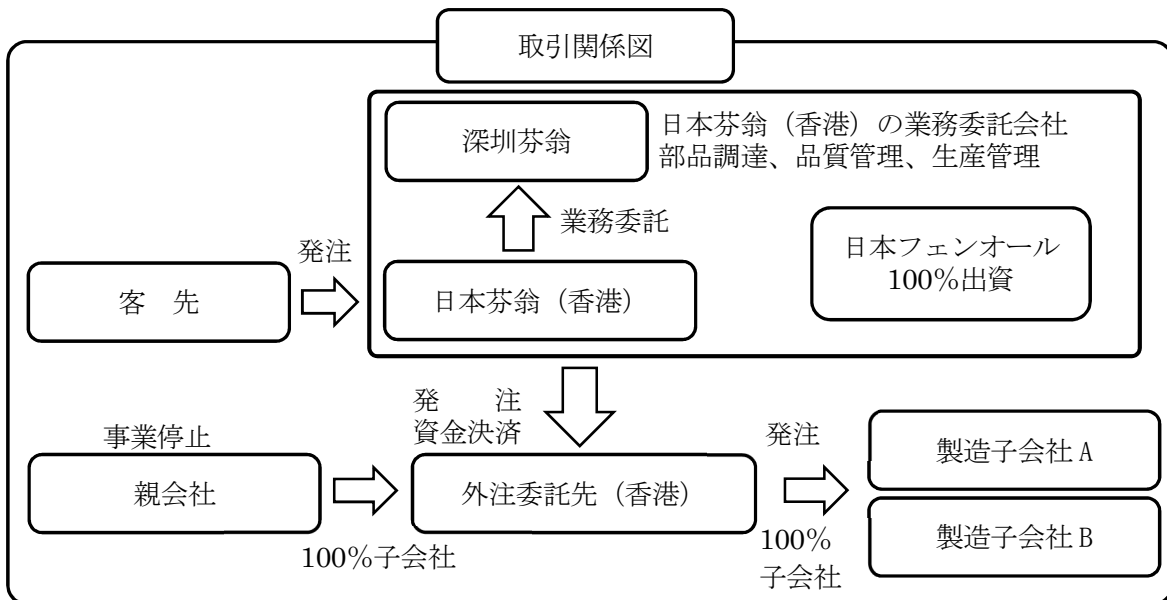 取引関係図
深圳芬翁
日本芬翁（香港）の業務委託会社
部品調達、品質管理、生産管理
業務委託
日本フェンオール
100％出資
発注
客　先
日本芬翁（香港）
発　　注
資金決済
事業停止
親会社
100％子会社
外注委託先（香港）
発注
100％
子会社
製造子会社 A
製造子会社 B